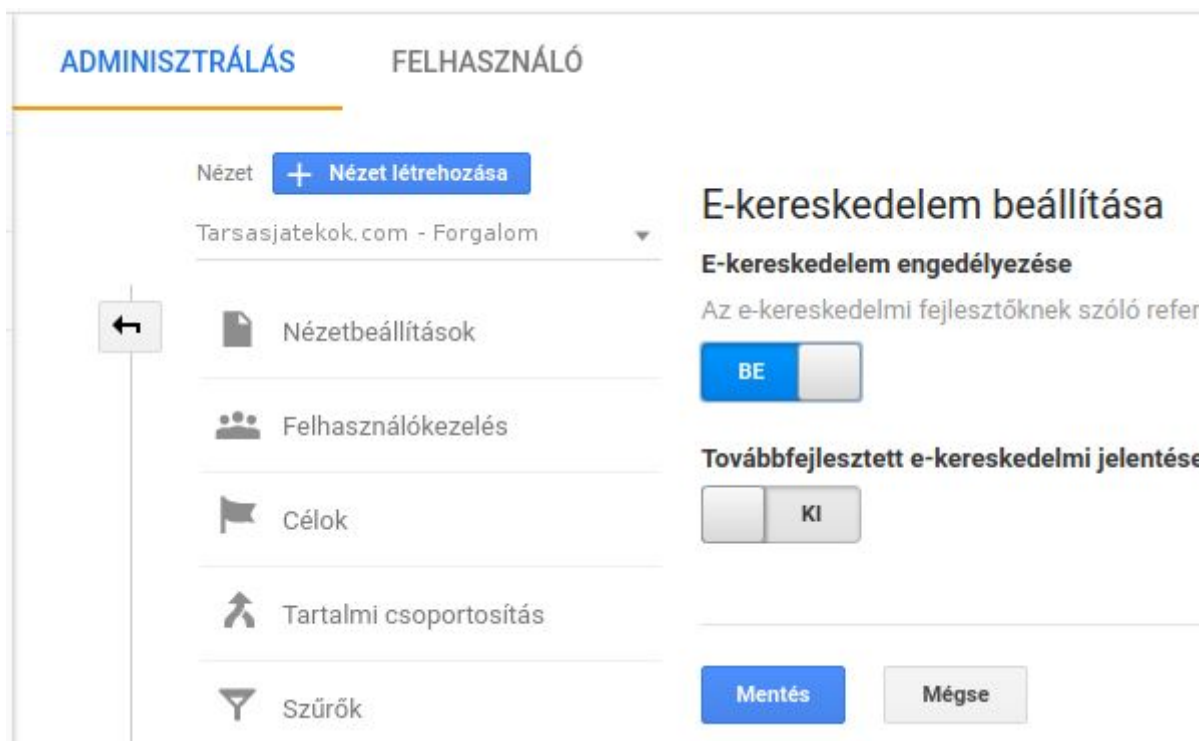 ADMINISZTRÁLÁS FELHASZNÁLÓ
Nézet
Nézet létrehozása
Tarsasjatekok.com - Forgalom
Nézetbeállítások
Felhasználókezelés
Célok
Tartalmi csoportosítás
Szűrők
E-kereskedelem beállítása
E-kereskedelem engedélyezése
Az e-kereskedelmi fejlesztőknek szóló refer
BE
Továbbfejlesztett e-kereskedelmi jelentése
KI
Mentés Mégse